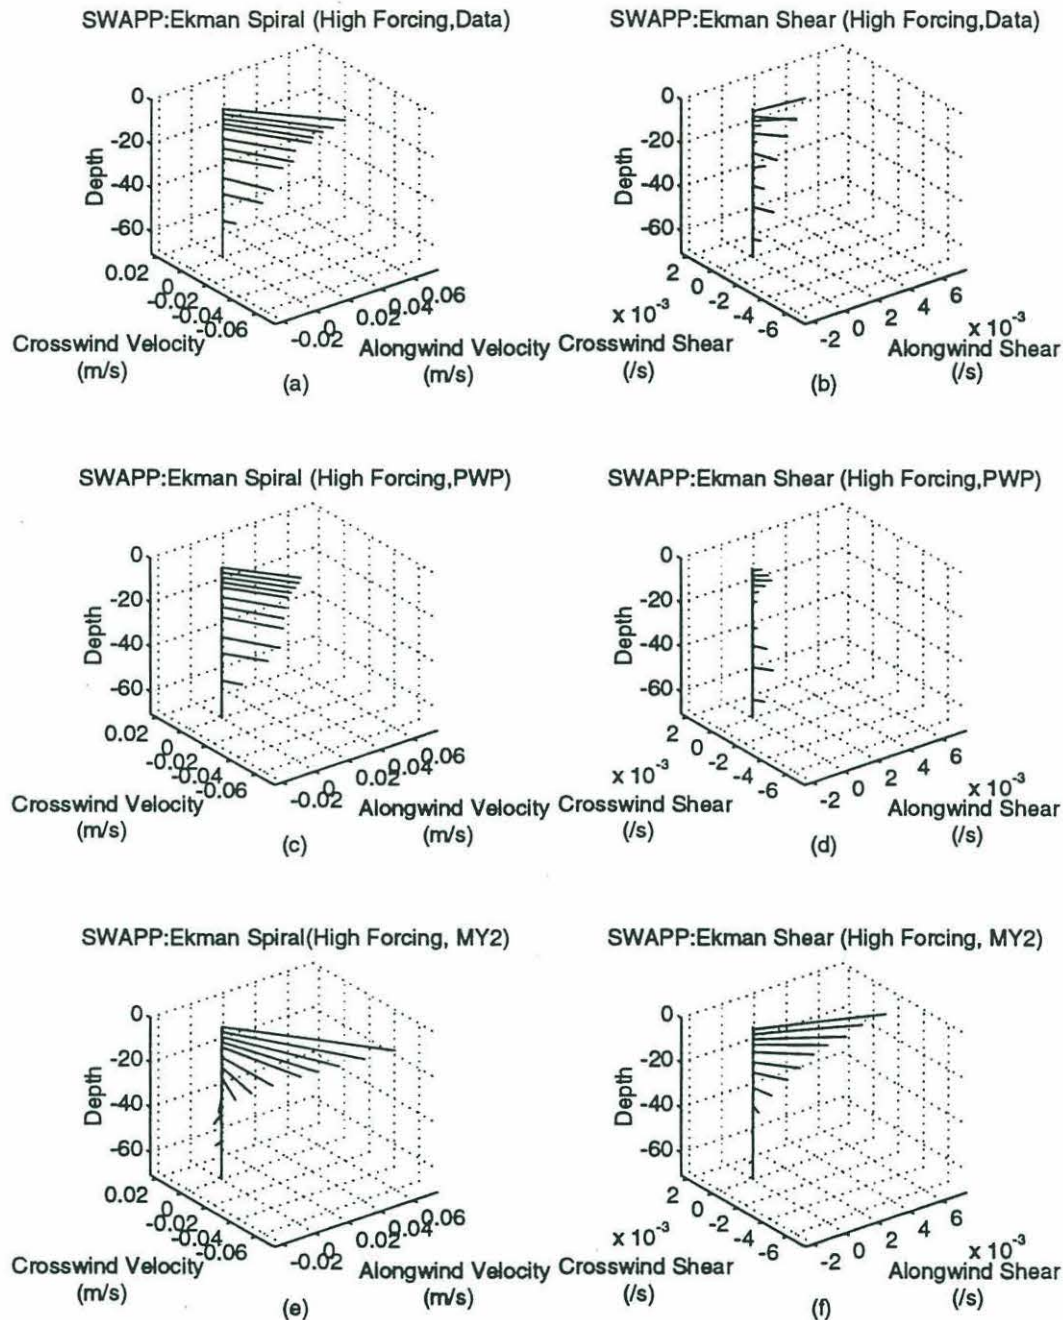 SWAPP:Ekman Spiral (High Forcing,Data)
0
-20
-40
-60
Depth
0.02
0
-0.02
-0.04
-0.06
Crosswind Velocity
(m/s)
-0.02
0
0.02
0.04
0.06
Alongwind Velocity
(m/s)
(a)
SWAPP:Ekman Shear (High Forcing,Data)
0
-20
-40
-60
Depth
2
0
-2
-4
-6
x 10-3
Crosswind Shear
(/s)
-2
0
2
4
6
x 10-3
Alongwind Shear
(/s)
(b)
SWAPP:Ekman Spiral (High Forcing,PWP)
0
-20
-40
-60
Depth
0.02
0
-0.02
-0.04
-0.06
Crosswind Velocity
(m/s)
-0.02
0
0.02
0.04
0.06
Alongwind Velocity
(m/s)
(c)
SWAPP:Ekman Shear (High Forcing,PWP)
0
-20
-40
-60
Depth
2
0
-2
-4
-6
x 10-3
Crosswind Shear
(/s)
-2
0
2
4
6
x 10-3
Alongwind Shear
(/s)
(d)
SWAPP:Ekman Spiral(High Forcing, MY2)
0
-20
-40
-60
Depth
0.02
0
-0.02
-0.04
-0.06
Crosswind Velocity
(m/s)
-0.02
0
0.02
0.04
0.06
Alongwind Velocity
(m/s)
(e)
SWAPP:Ekman Shear (High Forcing, MY2)
0
-20
-40
-60
Depth
2
0
-2
-4
-6
x 10-3
Crosswind Shear
(/s)
-2
0
2
4
6
x 10-3
Alongwind Shear
(/s)
(f)